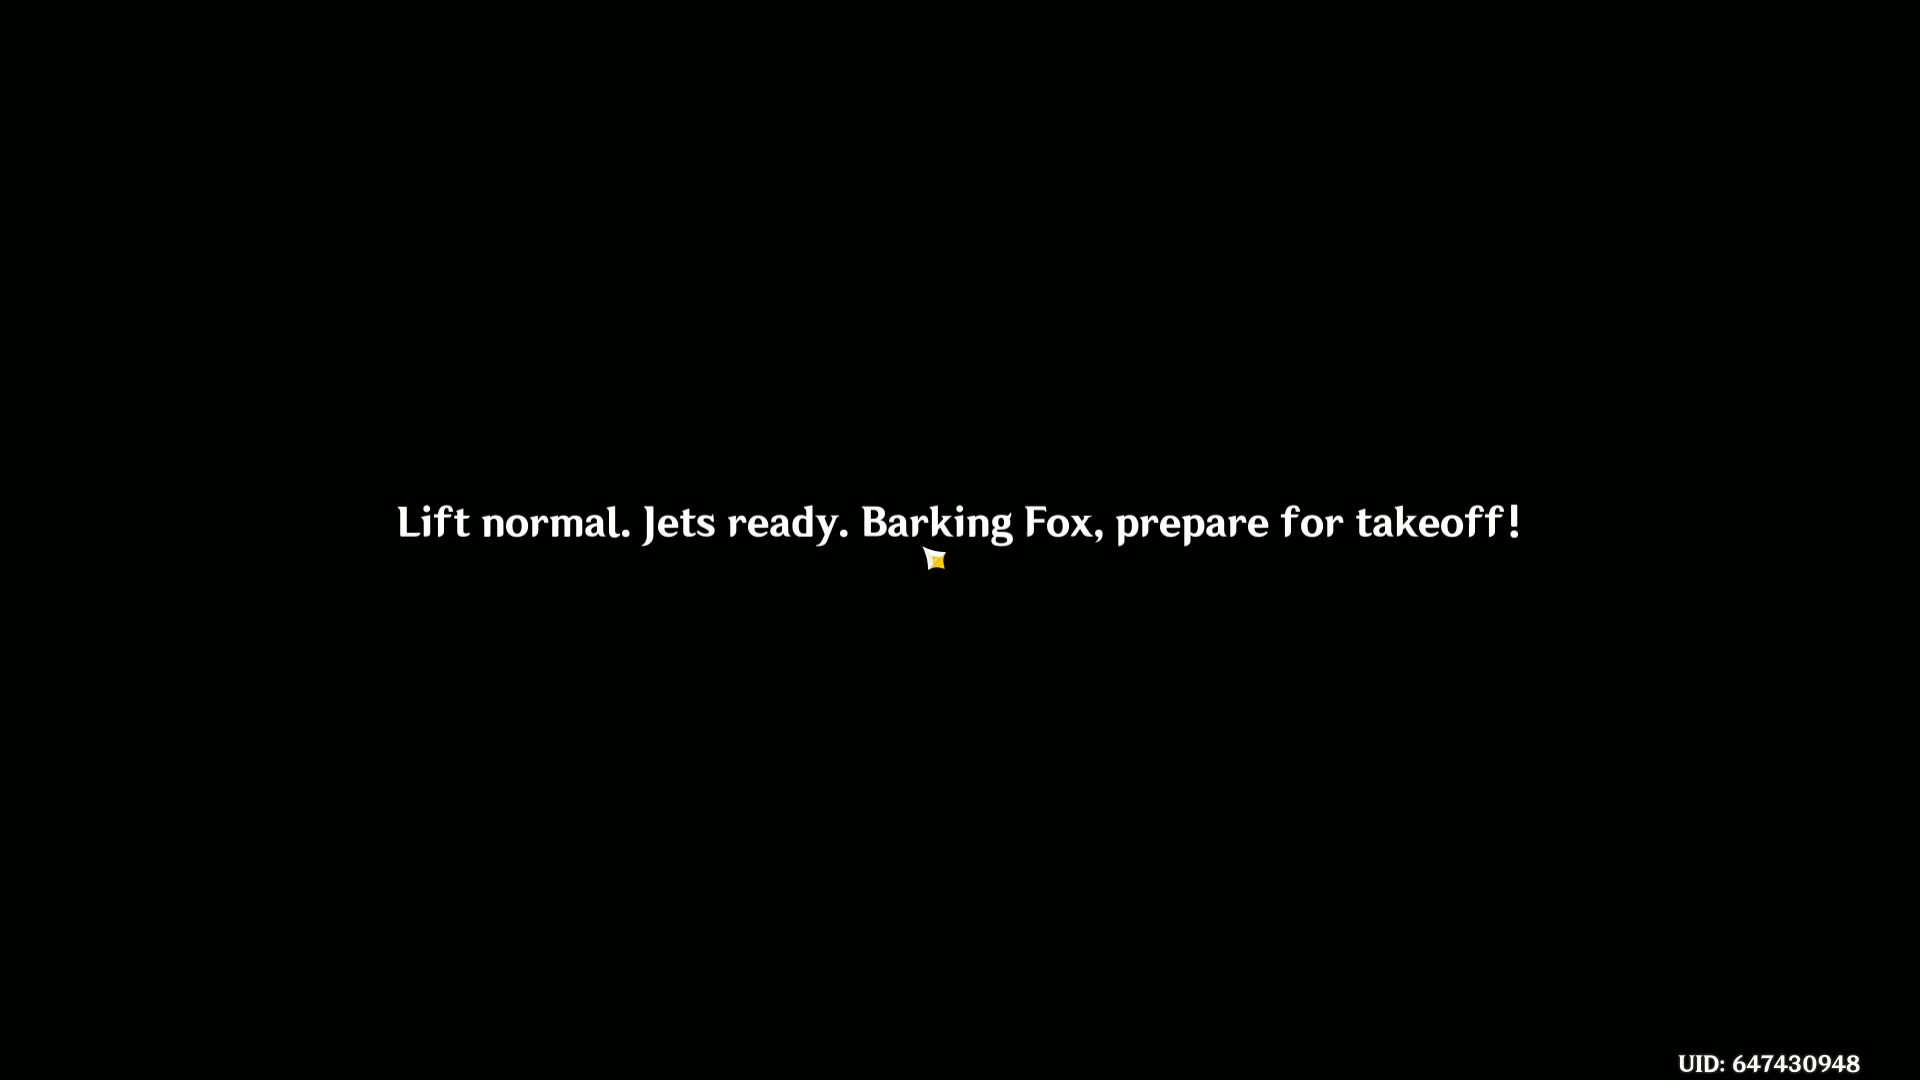 Lift normal. Jets ready. Barking Fox, prepare for takeoff!
UID: 647430948